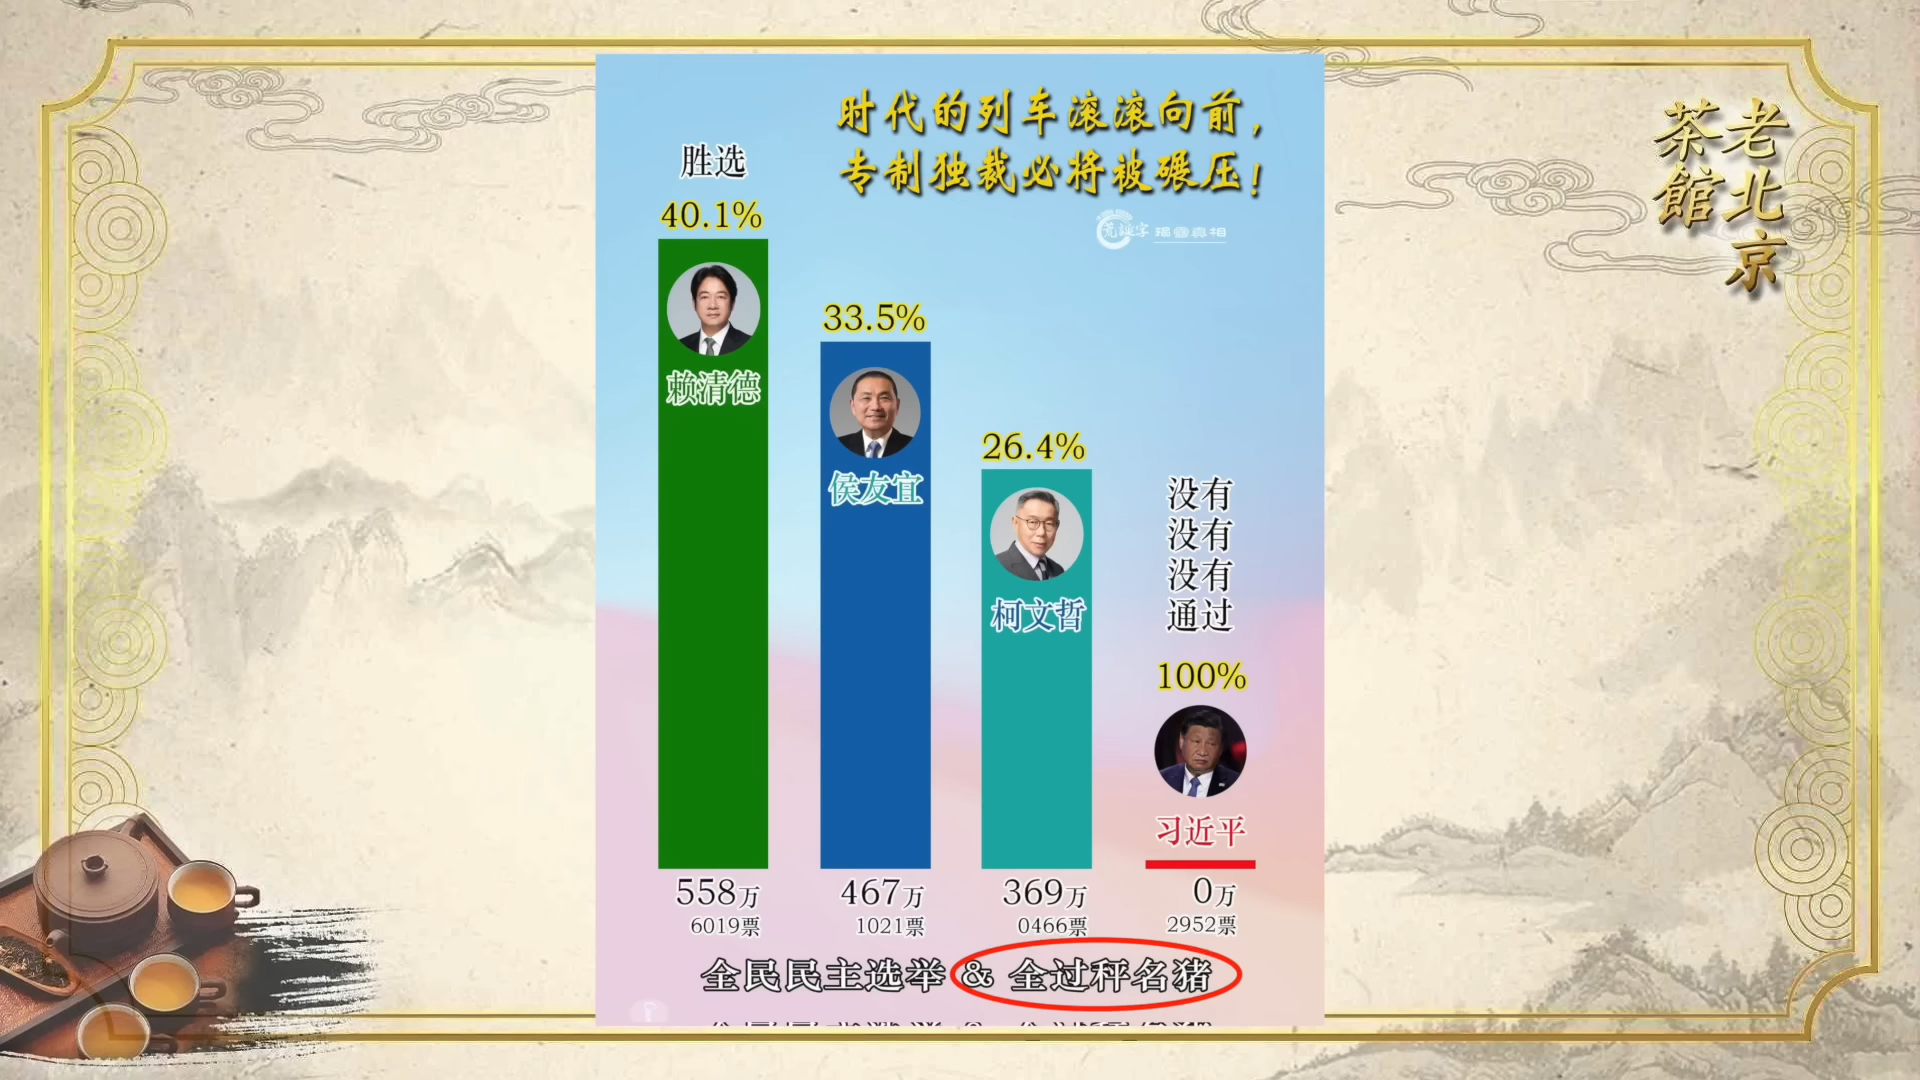 时代的列车滚滚向前，
专制独裁必将被碾压！
老北京
茶館
揭露真相
胜选
40.1%
赖清德
558万
6019票
33.5%
侯友宜
467万
1021票
26.4%
柯文哲
369万
0466票
没有
没有
没有
通过
100%
习近平
0万
2952票
全民民主选举 & 全过秤名猪